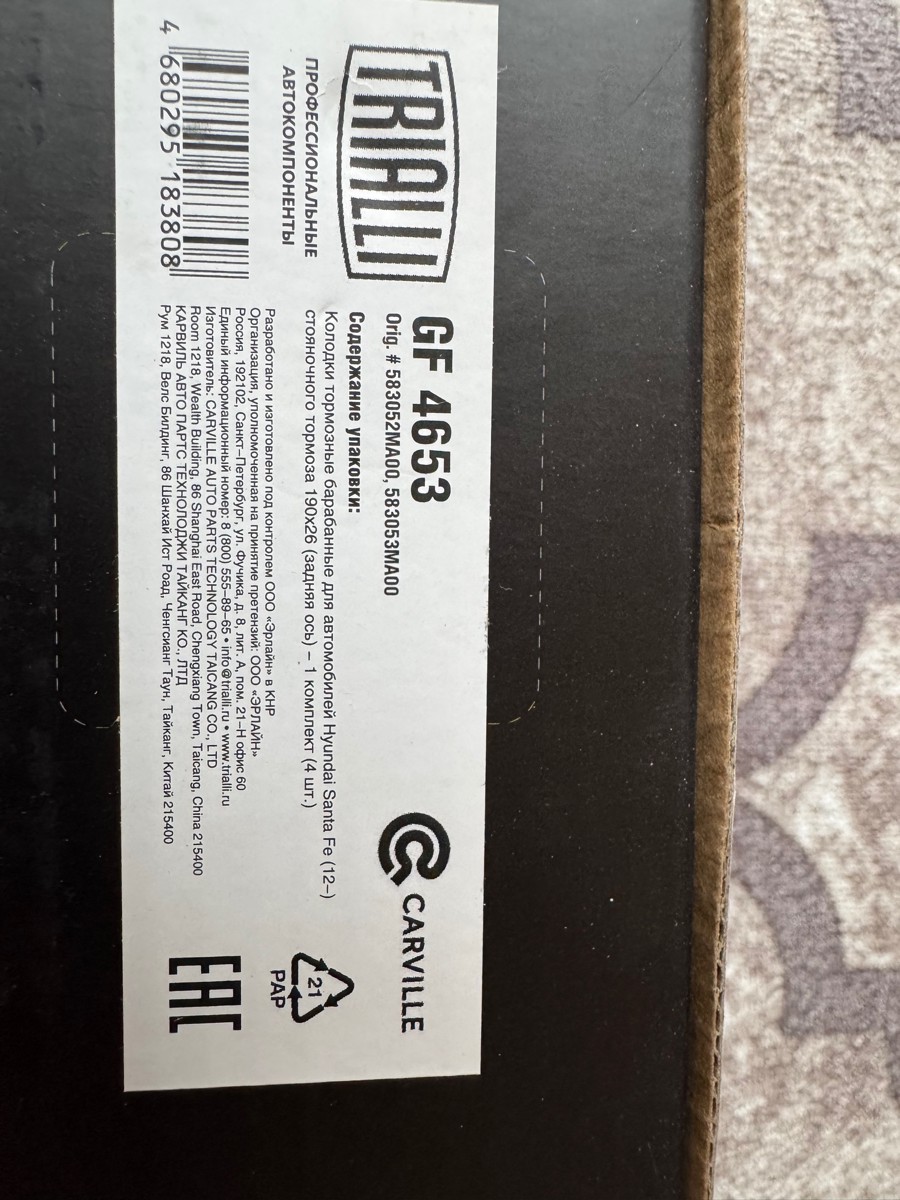 TRIALLI
ПРОФЕССИОНАЛЬНЫЕ
АВТОКОМПОНЕНТЫ
4 680295 183808
GF 4653
Orig. # 583052MA00, 583053MA00
Содержание упаковки:
Колодки тормозные барабанные для автомобилей Hyundai Santa Fe (12–)
стояночного тормоза 190x26 (задняя ось) – 1 комплект (4 шт.)
Разработано и изготовлено под контролем ООО «Эрлайн» в КНР
Организация, уполномоченная на принятие претензий: ООО «ЭРЛАЙН»
Россия, 192102, Санкт–Петербург, ул. Фучика, д. 8, лит. А, пом. 21–Н офис 60
Единый информационный номер: 8 (800) 555–89–65 • info@trialli.ru • www.trialli.ru
Изготовитель: CARVILLE AUTO PARTS TECHNOLOGY TAICANG CO., LTD
Room 1218, Wealth Building, 86 Shanghai East Road, Chengxiang Town, Taicang, China 215400
КАРВИЛЬ АВТО ПАРТС ТЕХНОЛОДЖИ ТАЙКАНГ КО., ЛТД
Рум 1218, Велс Билдинг, 86 Шанхай Ист Роад, Ченгсианг Таун, Тайканг, Китай 215400
CARVILLE
21
PAP
EAC